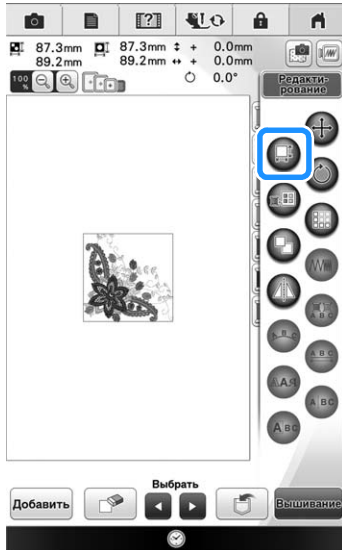 [?]
87.3mm 87.3mm ↕ + 0.0mm
89.2mm 89.2mm ↔ + 0.0mm
100 % 0.0°
Редакти-
рование
A B C
A B C
A B C
ABC
Выбрать
Добавить
Вышивание